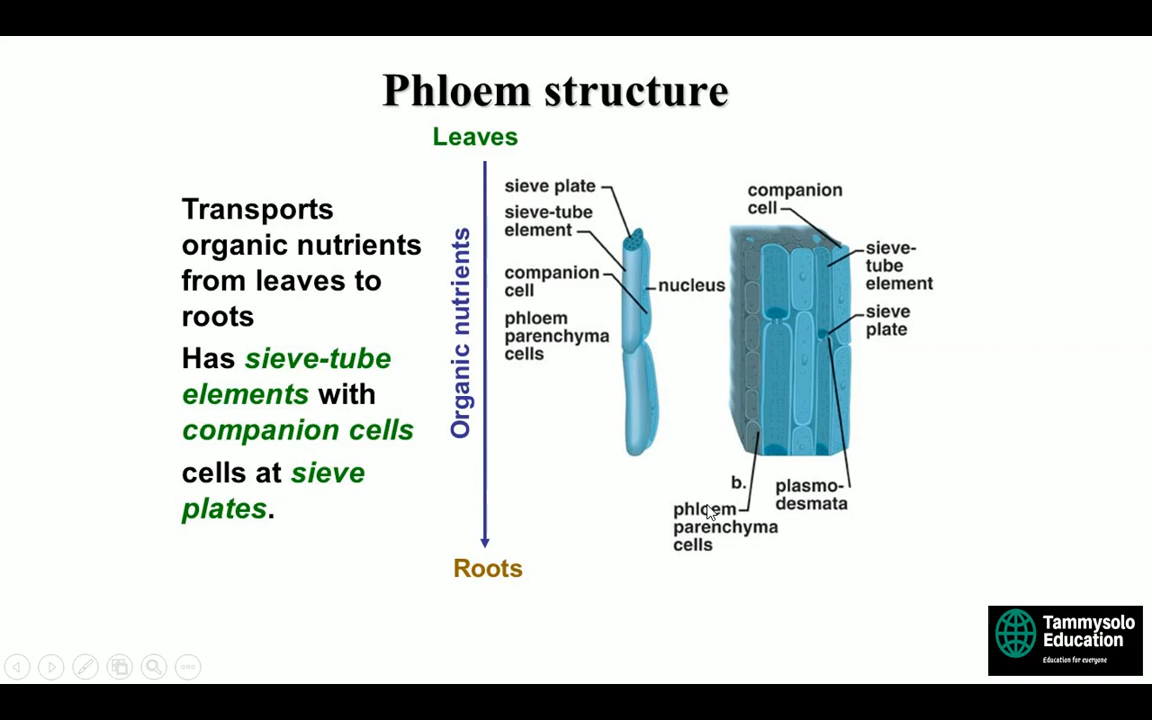 Phloem structure
Leaves
Transports
organic nutrients
from leaves to
roots
Has sieve-tube
elements with
companion cells
cells at sieve
plates.
Organic nutrients
Roots
sieve plate
sieve-tube
element
companion
cell
phloem
parenchyma
cells
nucleus
companion
cell
sieve-
tube
element
sieve
plate
b.
plasmo-
desmata
phloem
parenchyma
cells
Tammysolo
Education
Education for everyone